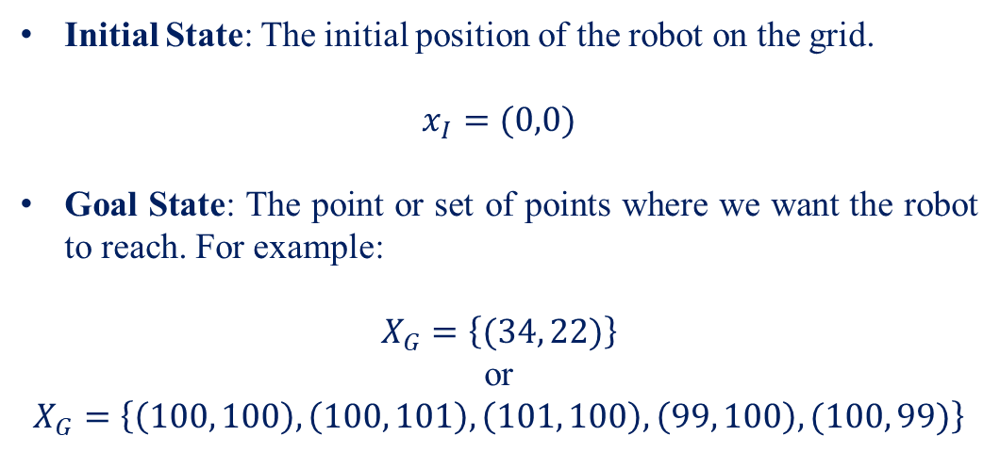 • Initial State: The initial position of the robot on the grid.
𝑥_𝐼 = (0,0)
• Goal State: The point or set of points where we want the robot
to reach. For example:
𝑋_𝐺 = {(34, 22)}
or
𝑋_𝐺 = {(100, 100), (100, 101), (101, 100), (99, 100), (100, 99)}